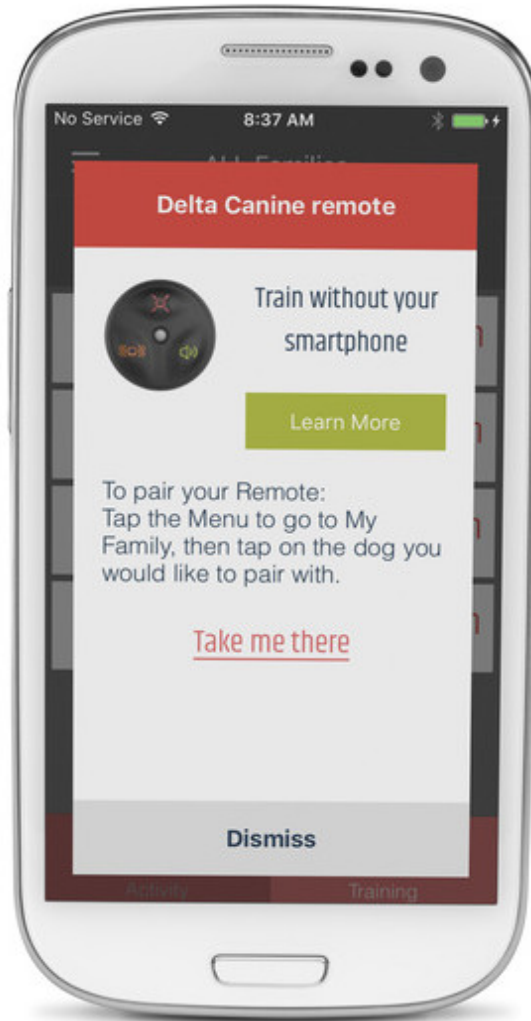 No Service 8:37 AM
ALL Families
Delta Canine remote
Train without your
smartphone
Learn More
To pair your Remote:
Tap the Menu to go to My
Family, then tap on the dog you
would like to pair with.
Take me there
Dismiss
Activity Training